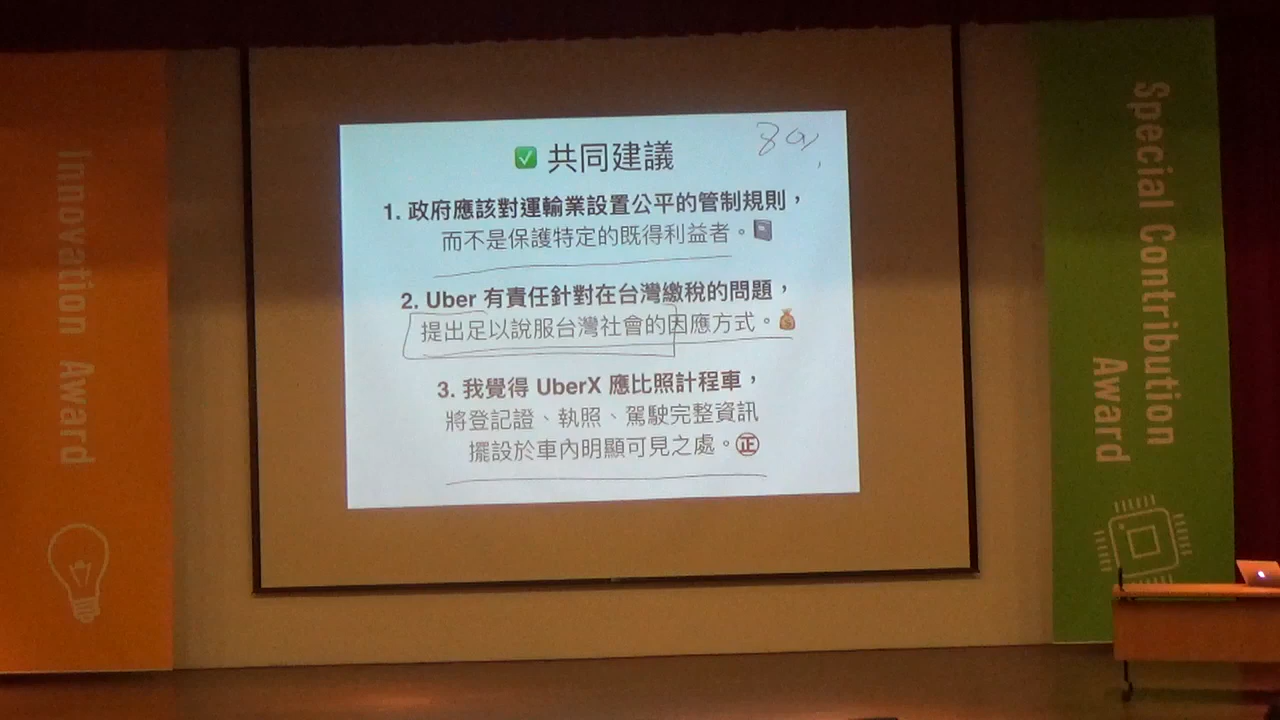 Innovation Award
共同建議
1. 政府應該對運輸業設置公平的管制規則，
而不是保護特定的既得利益者。
2. Uber 有責任針對在台灣繳稅的問題，
提出足以說服台灣社會的因應方式。
3. 我覺得 UberX 應比照計程車，
將登記證、執照、駕駛完整資訊
擺設於車內明顯可見之處。㊣
Special Contribution
Award